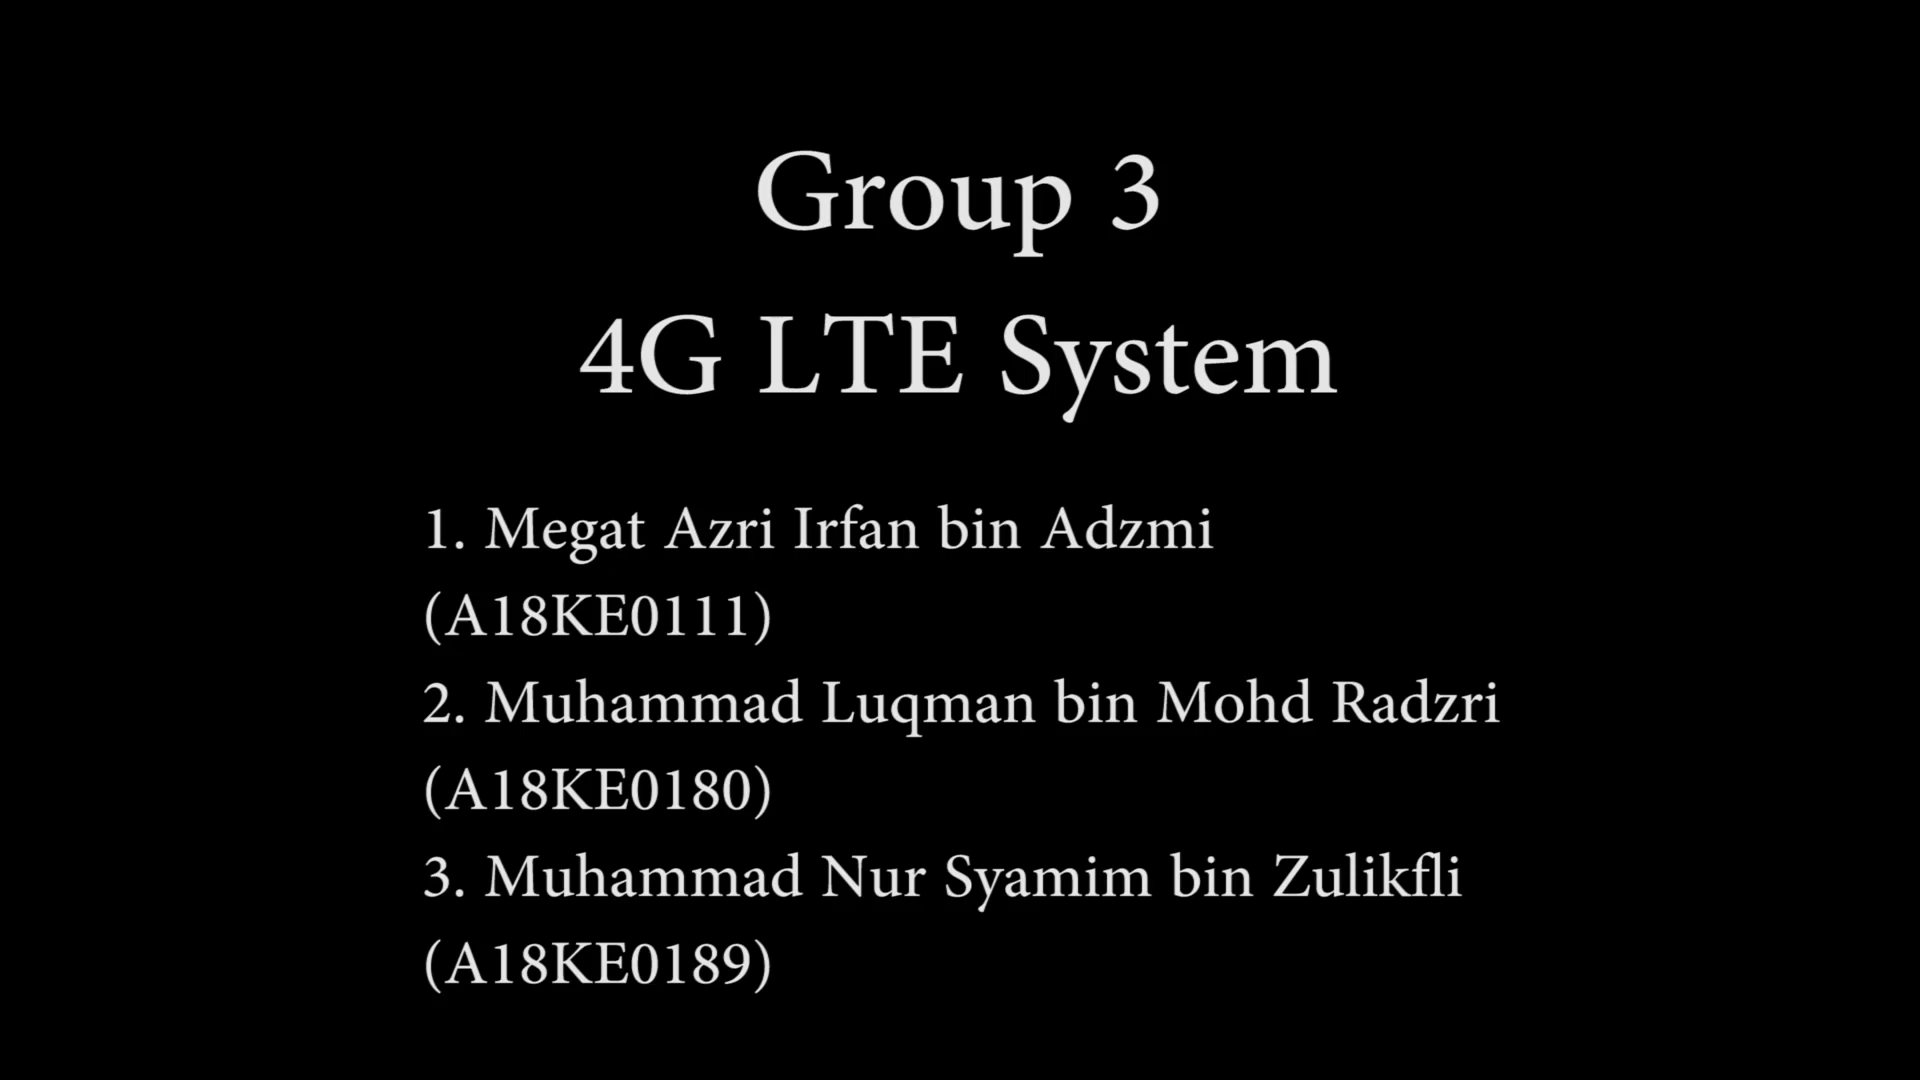 Group 3
4G LTE System
1. Megat Azri Irfan bin Adzmi
(A18KE0111)
2. Muhammad Luqman bin Mohd Radzri
(A18KE0180)
3. Muhammad Nur Syamim bin Zulikfli
(A18KE0189)